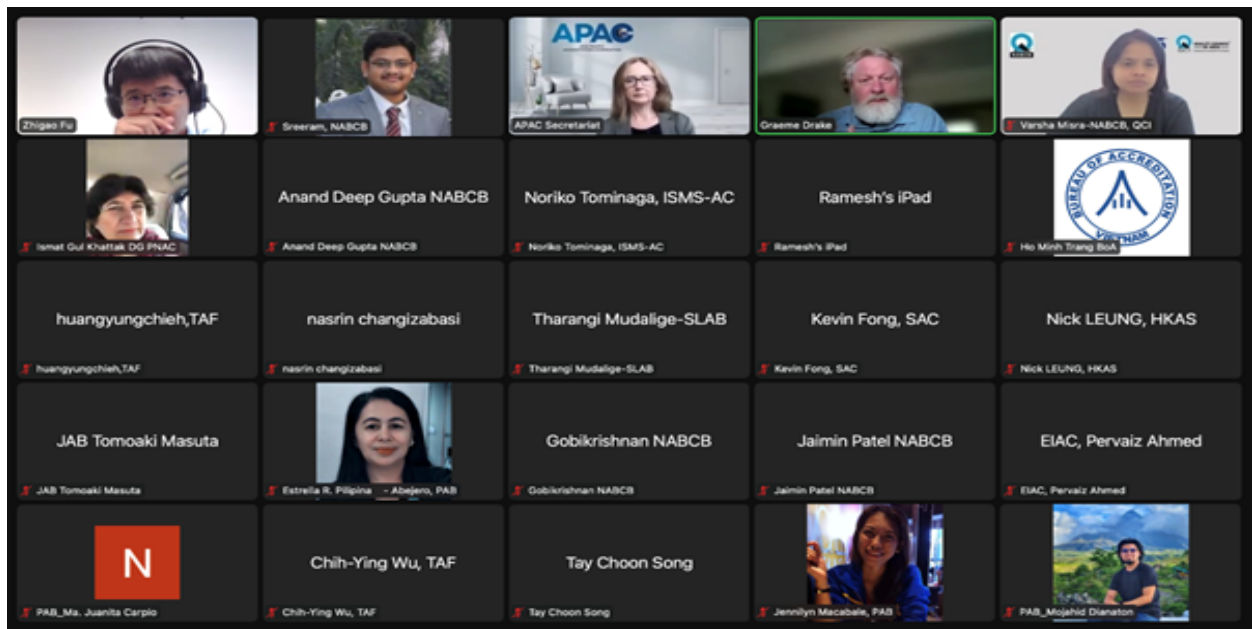 APAC
Zhigao Fu
Sreeram, NABCB
APAC Secretariat
Graeme Drake
Varsha Misra-NABCB, QCI
Anand Deep Gupta NABCB
Noriko Tominaga, ISMS-AC
Ramesh's iPad
BUREAU OF ACCREDITATION
VIETNAM
Ismat Gul Khattak DG PNAC
Anand Deep Gupta NABCB
Noriko Tominaga, ISMS-AC
Ramesh's iPad
Ho Minh Trang BoA
huangyungchieh,TAF
nasrin changizabasi
Tharangi Mudalige-SLAB
Kevin Fong, SAC
Nick LEUNG, HKAS
huangyungchieh,TAF
nasrin changizabasi
Tharangi Mudalige-SLAB
Kevin Fong, SAC
Nick LEUNG, HKAS
JAB Tomoaki Masuta
Gobikrishnan NABCB
Jaimin Patel NABCB
EIAC, Pervaiz Ahmed
JAB Tomoaki Masuta
Estrella R. Pilipina - Abejero, PAB
Gobikrishnan NABCB
Jaimin Patel NABCB
EIAC, Pervaiz Ahmed
N
Chih-Ying Wu, TAF
Tay Choon Song
PAB_Ma. Juanita Carpio
Chih-Ying Wu, TAF
Tay Choon Song
Jennilyn Macabale, PAB
PAB_Mojahid Dianaton